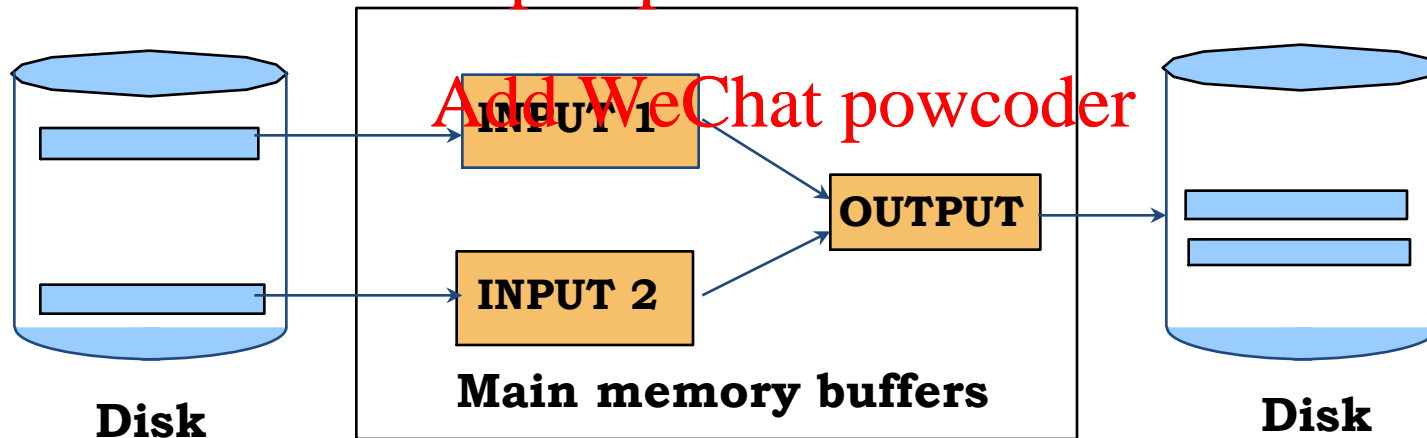 Add WeChat powcoder
INPUT 1
OUTPUT
INPUT 2
Main memory buffers
Disk
Disk